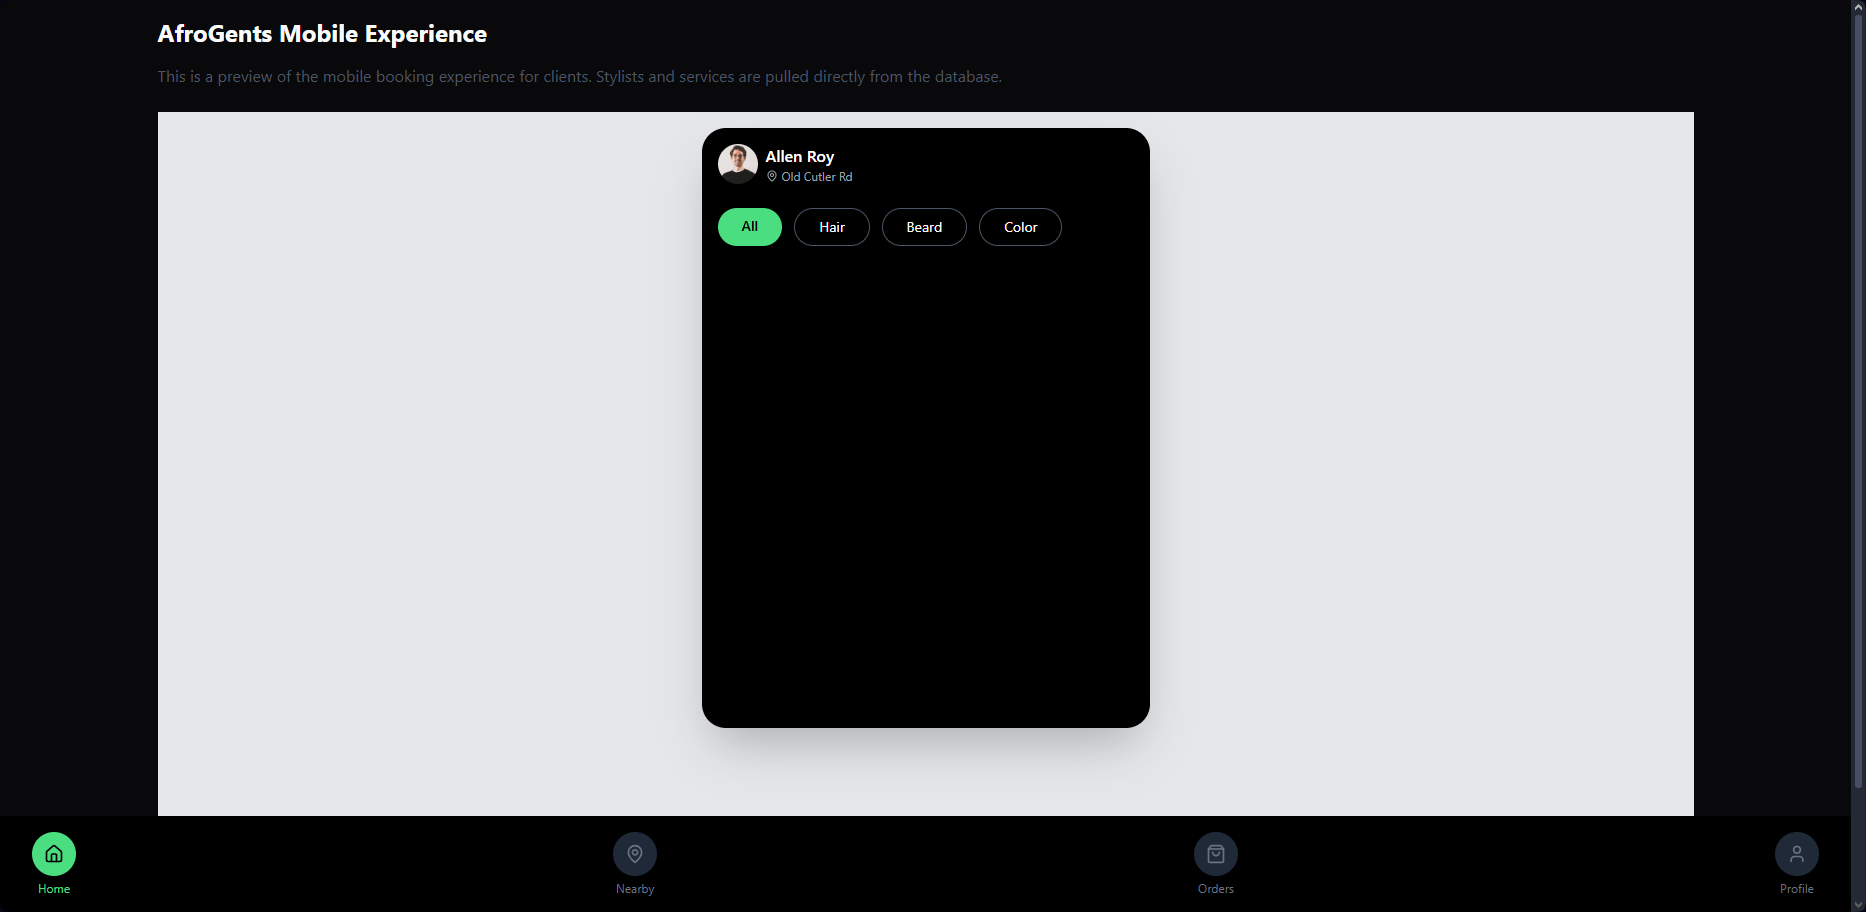 AfroGents Mobile Experience
This is a preview of the mobile booking experience for clients. Stylists and services are pulled directly from the database.
Allen Roy
Old Cutler Rd
All
Hair
Beard
Color
Home
Nearby
Orders
Profile